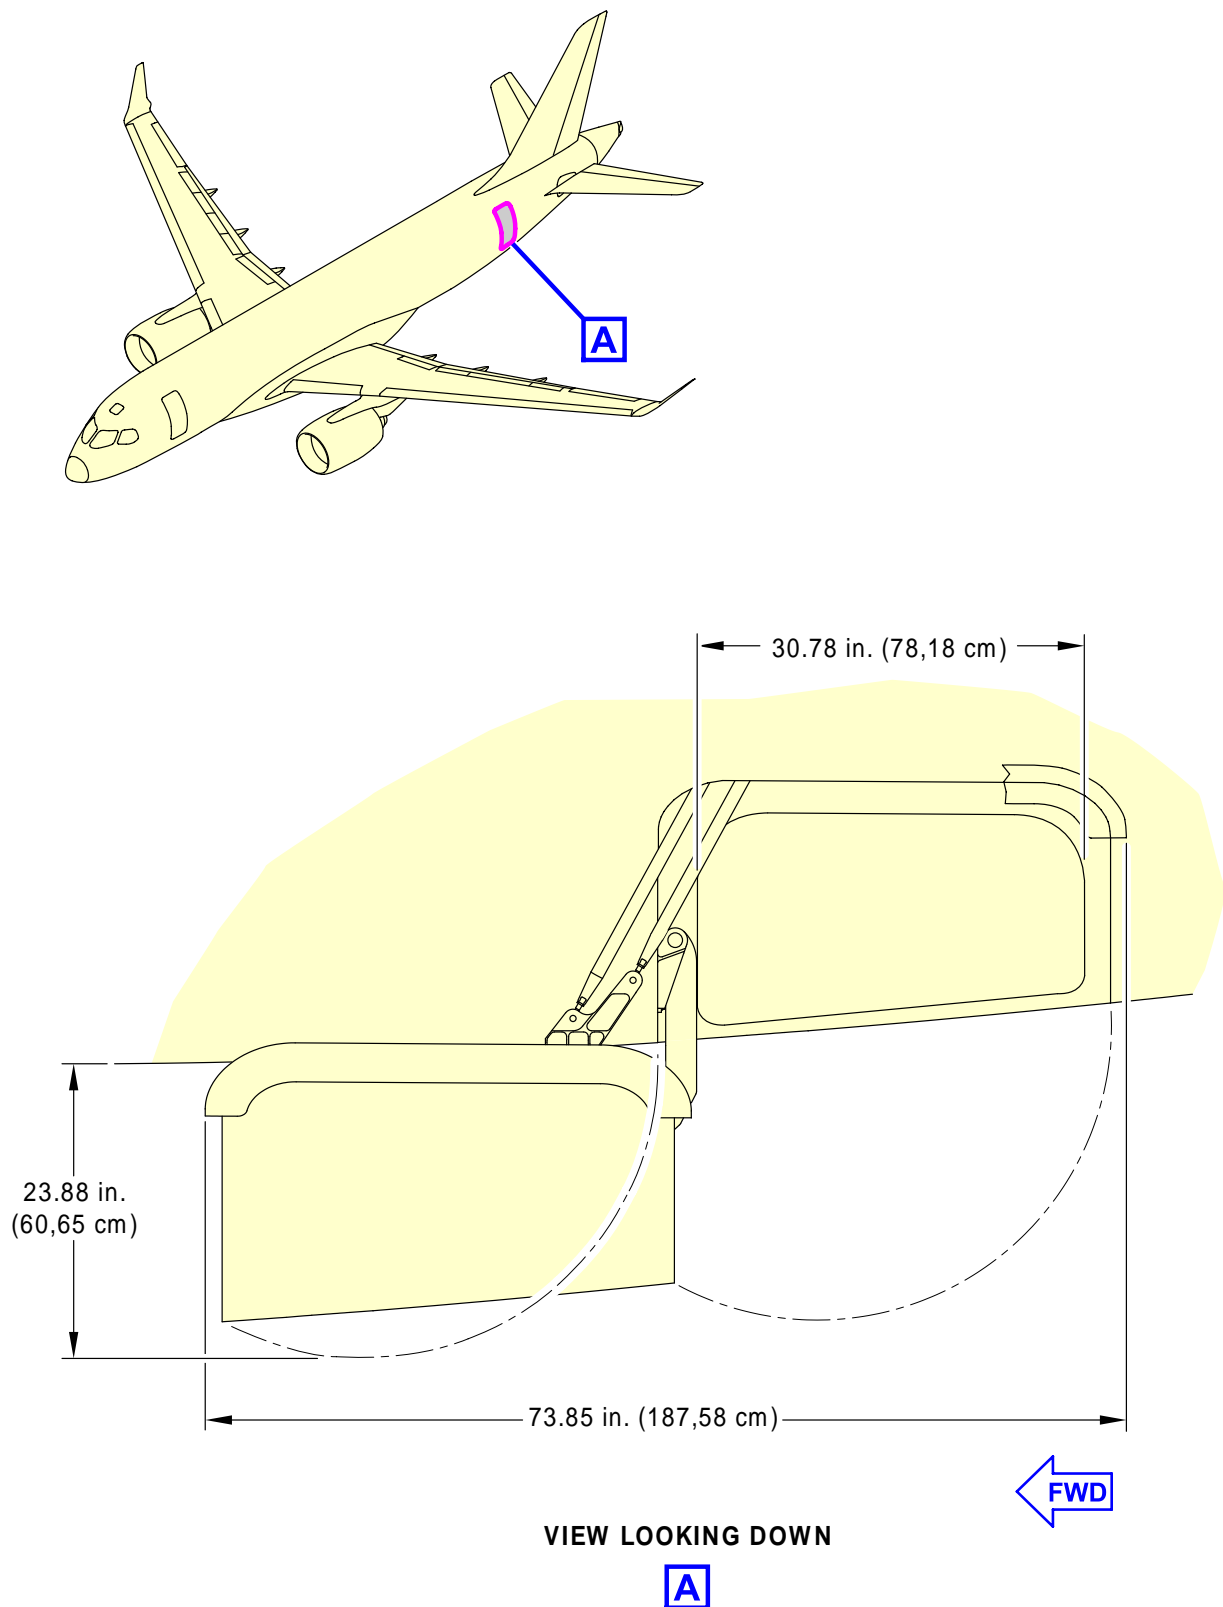 A
30.78 in. (78,18 cm)
23.88 in.
(60,65 cm)
73.85 in. (187,58 cm)
FWD
VIEW LOOKING DOWN
A